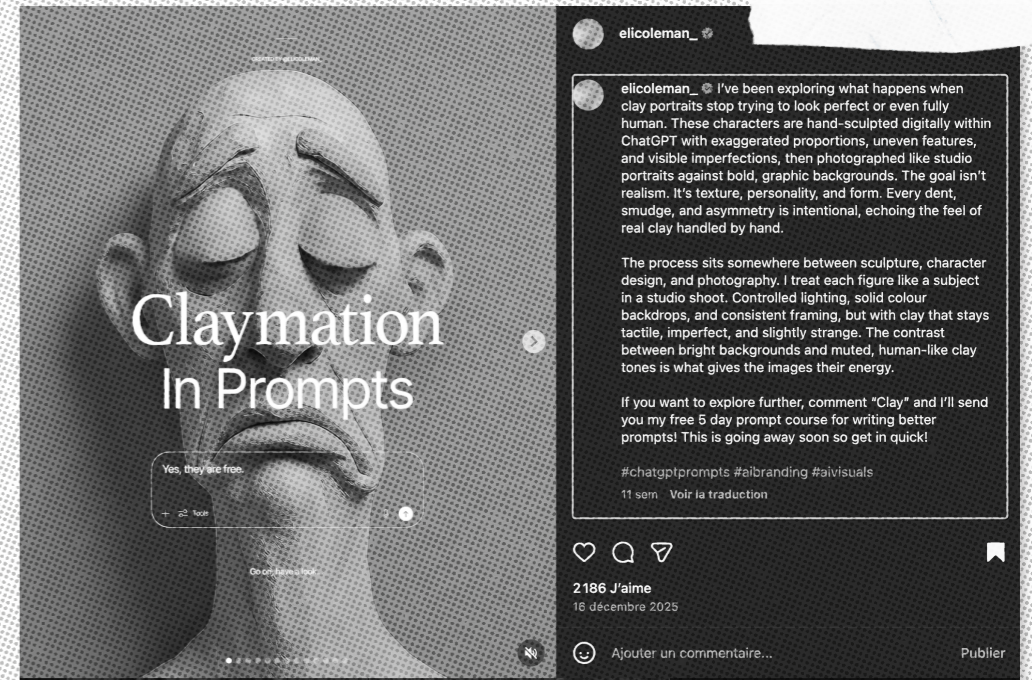 CREATED BY @ELICOLEMAN_
Claymation
In Prompts
Yes, they are free.
Tools
Go on, have a look.
elicoleman_
elicoleman_ I've been exploring what happens when
clay portraits stop trying to look perfect or even fully
human. These characters are hand-sculpted digitally within
ChatGPT with exaggerated proportions, uneven features,
and visible imperfections, then photographed like studio
portraits against bold, graphic backgrounds. The goal isn't
realism. It's texture, personality, and form. Every dent,
smudge, and asymmetry is intentional, echoing the feel of
real clay handled by hand.
The process sits somewhere between sculpture, character
design, and photography. I treat each figure like a subject
in a studio shoot. Controlled lighting, solid colour
backdrops, and consistent framing, but with clay that stays
tactile, imperfect, and slightly strange. The contrast
between bright backgrounds and muted, human-like clay
tones is what gives the images their energy.
If you want to explore further, comment “Clay” and I'll send
you my free 5 day prompt course for writing better
prompts! This is going away soon so get in quick!
#chatgptprompts #aibranding #aivisuals
11 sem Voir la traduction
2 186 J'aime
16 décembre 2025
Ajouter un commentaire... Publier